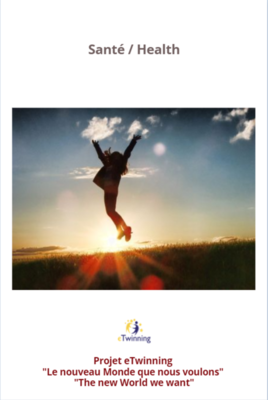 Santé / Health
eTwinning
Projet eTwinning
"Le nouveau Monde que nous voulons"
"The new World we want"